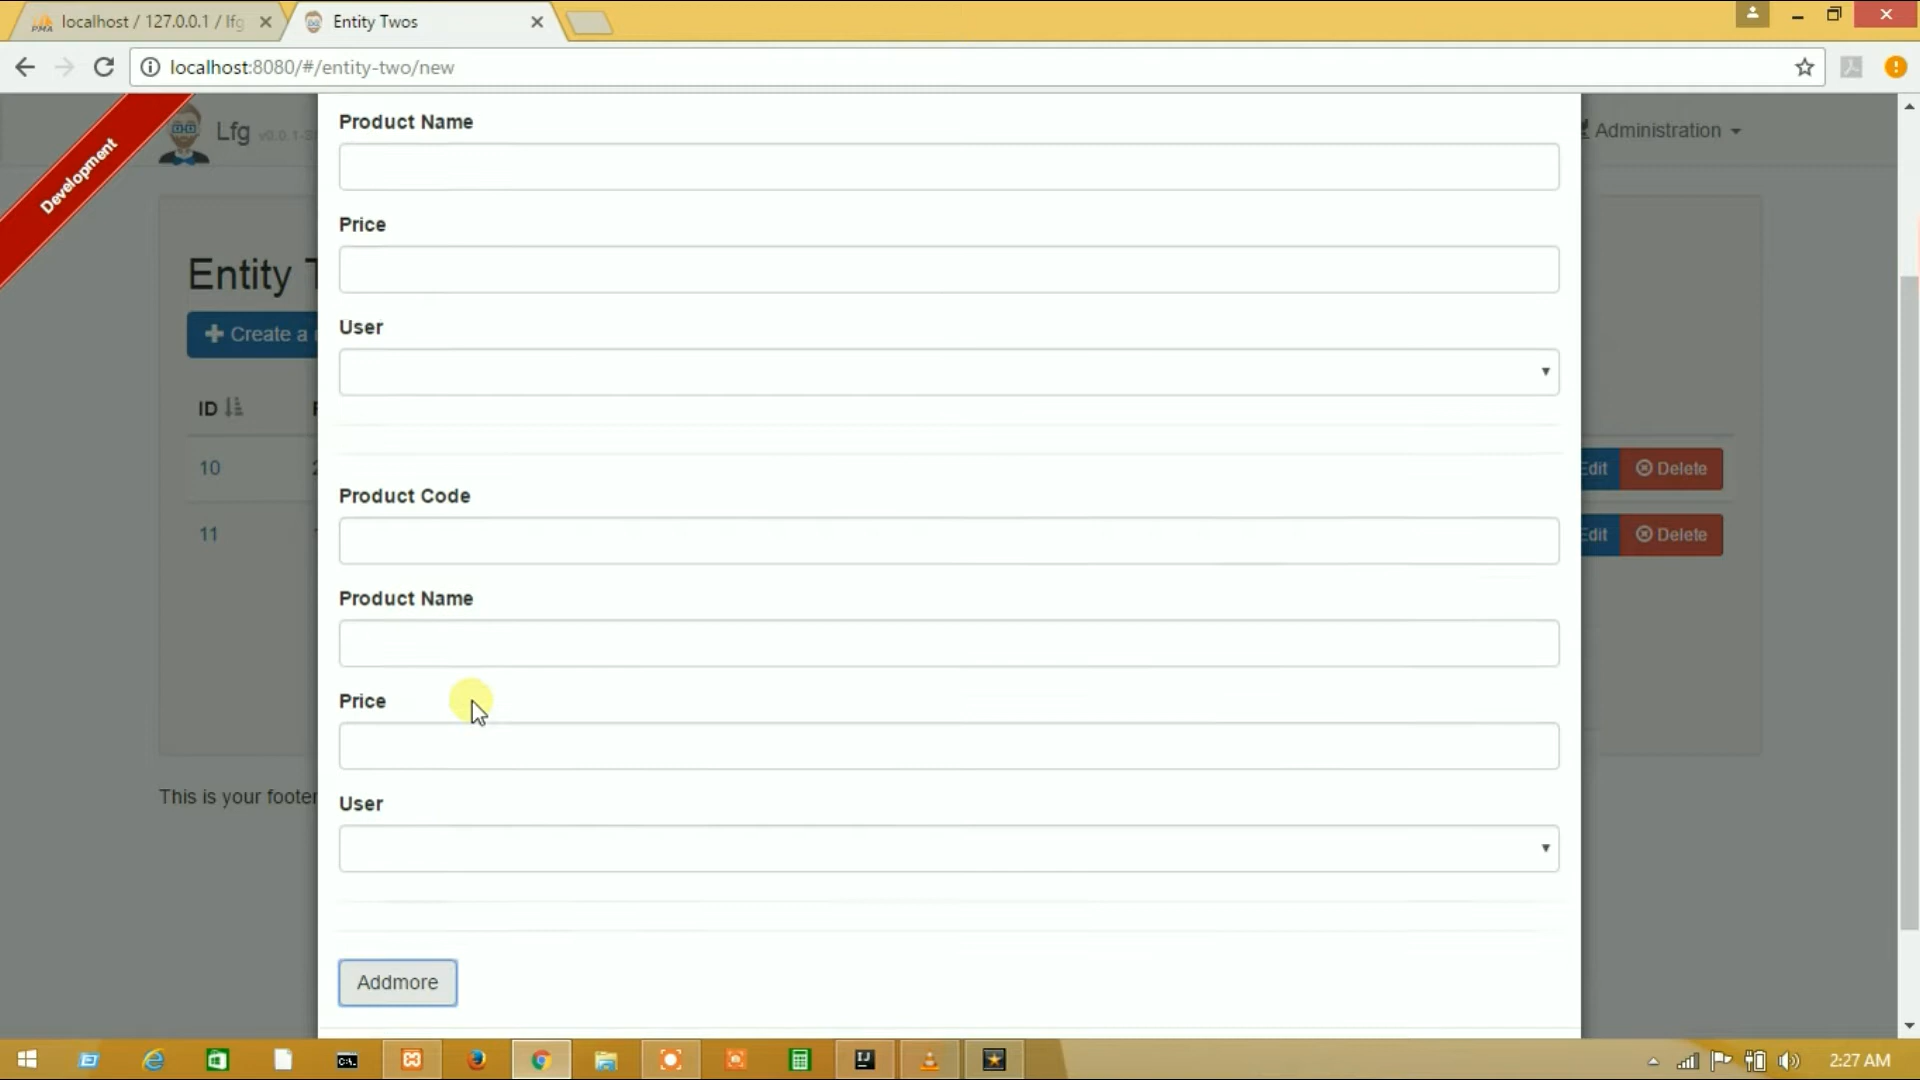 localhost / 127.0.0.1 / lfg
Entity Twos
localhost:8080/#/entity-two/new
Development
Lfg
Administration
Product Name
Price
Entity
Create a
User
ID
10
Edit
Delete
Product Code
11
Edit
Delete
Product Name
Price
This is your footer
User
Addmore
2:27 AM